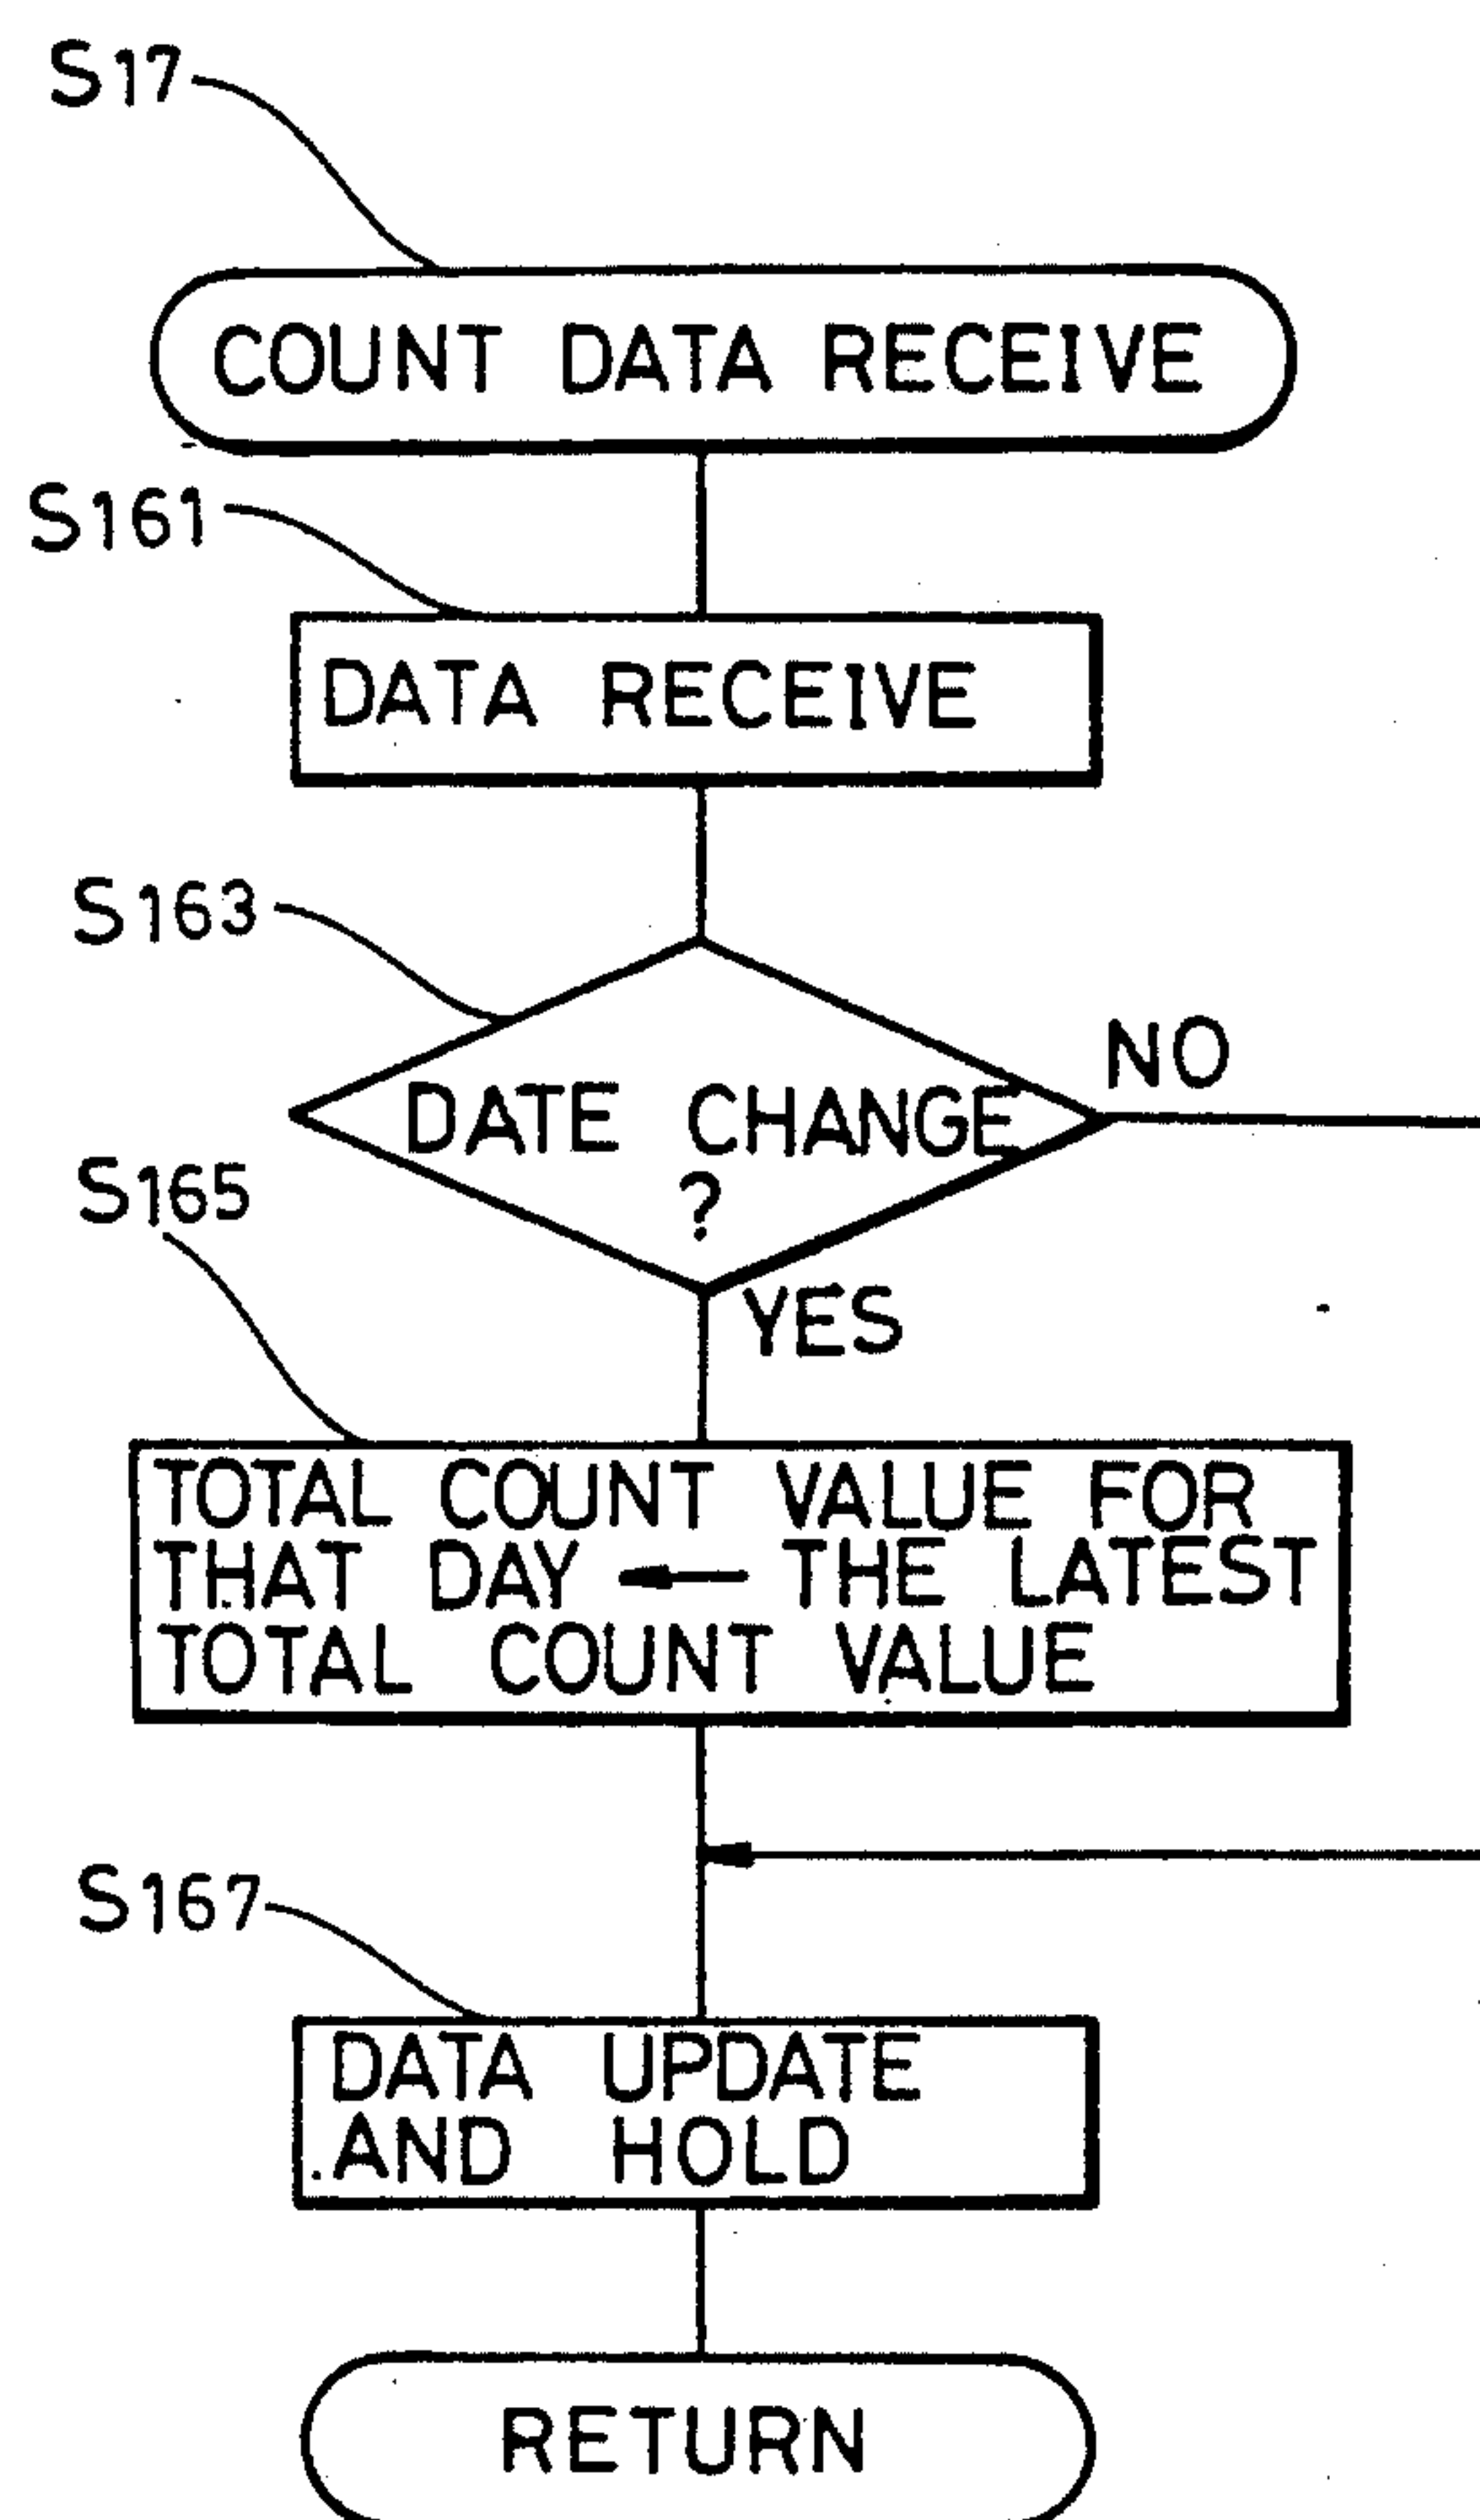 S17
COUNT DATA RECEIVE
S161
DATA RECEIVE
S163
DATE CHANGE
?
NO
S165
YES
TOTAL COUNT VALUE FOR
THAT DAY ← THE LATEST
TOTAL COUNT VALUE
S167
DATA UPDATE
AND HOLD
RETURN